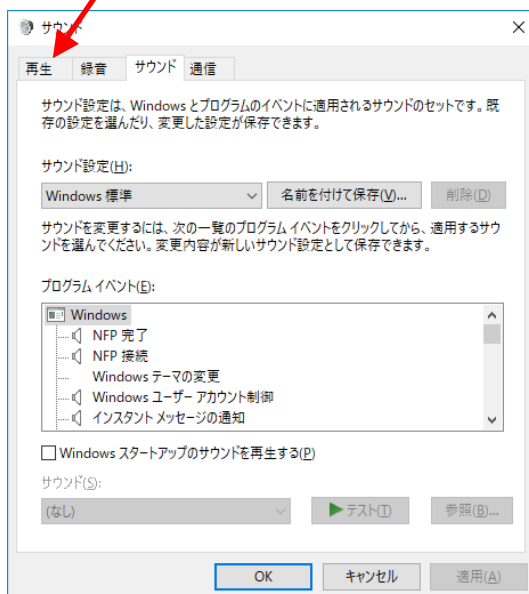 サウンド
再生 録音 サウンド 通信
サウンド設定は、Windows とプログラムのイベントに適用されるサウンドのセットです。既
存の設定を選んだり、変更した設定が保存できます。
サウンド設定(H):
Windows 標準 名前を付けて保存(V)... 削除(D)
サウンドを変更するには、次の一覧のプログラム イベントをクリックしてから、適用するサウ
ンドを選んでください。変更内容が新しいサウンド設定として保存できます。
プログラム イベント(E):
Windows
NFP 完了
NFP 接続
Windows テーマの変更
Windows ユーザー アカウント制御
インスタント メッセージの通知
Windows スタートアップのサウンドを再生する(P)
サウンド(S):
(なし) テスト(T) 参照(B)...
OK キャンセル 適用(A)